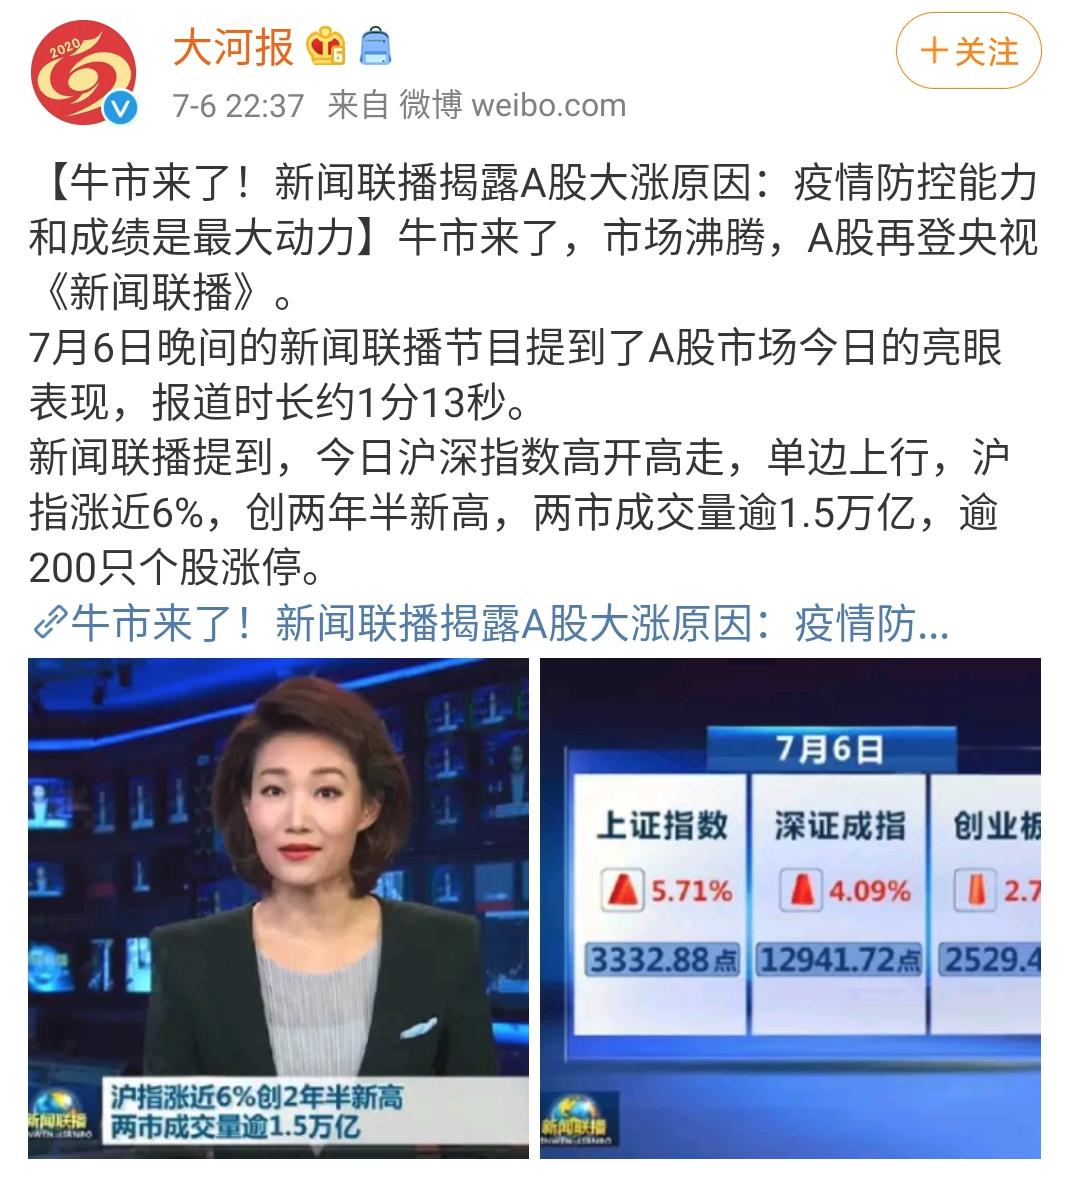 2020
大河报
+关注
7-6 22:37 来自 微博 weibo.com
【牛市来了！新闻联播揭露A股大涨原因：疫情防控能力
和成绩是最大动力】牛市来了，市场沸腾，A股再登央视
《新闻联播》。
7月6日晚间的新闻联播节目提到了A股市场今日的亮眼
表现，报道时长约1分13秒。
新闻联播提到，今日沪深指数高开高走，单边上行，沪
指涨近6%，创两年半新高，两市成交量逾1.5万亿，逾
200只个股涨停。
牛市来了！新闻联播揭露A股大涨原因：疫情防...
沪指涨近6%创2年半新高
两市成交量逾1.5万亿
新闻联播
7月6日
上证指数 深证成指 创业板
5.71% 4.09% 2.7
3332.88点 12941.72点 2529.4
新闻联播